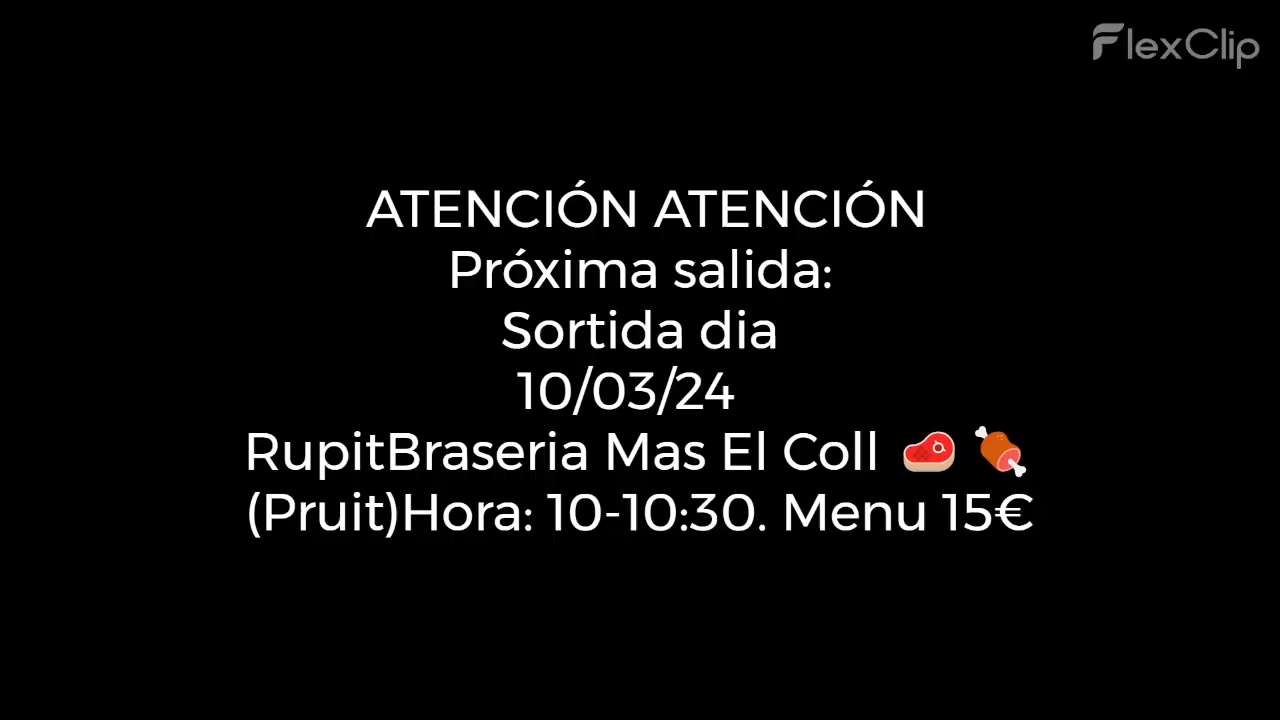 FlexClip
ATENCIÓN ATENCIÓN
Próxima salida:
Sortida dia
10/03/24
RupitBraseria Mas El Coll 🥩 🍖
(Pruit)Hora: 10-10:30. Menu 15€